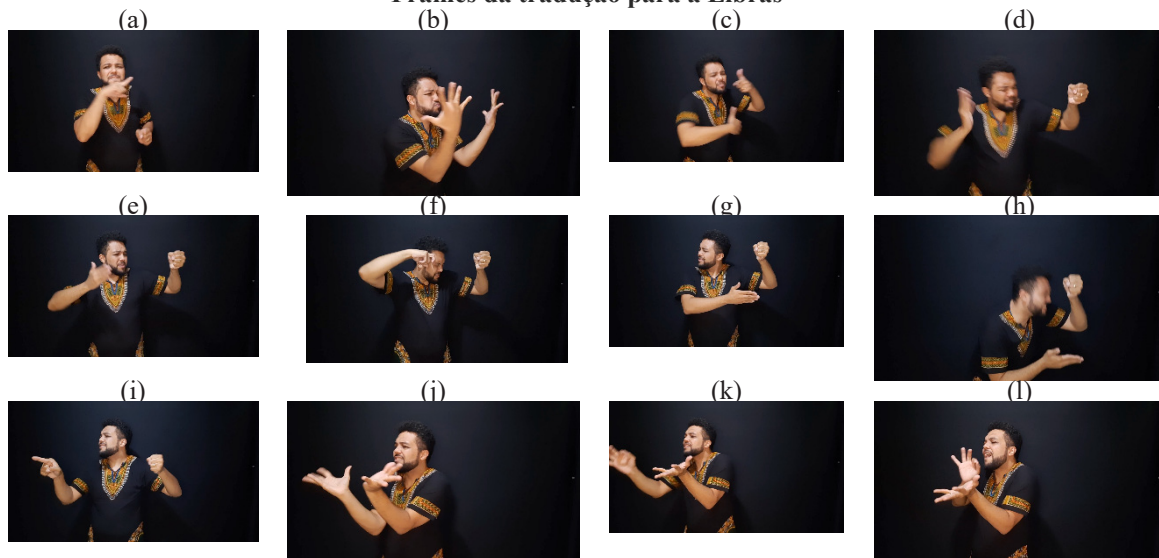 Frames da tradução para a Libras
(a) (b) (c) (d)
(e) (f) (g) (h)
(i) (j) (k) (l)